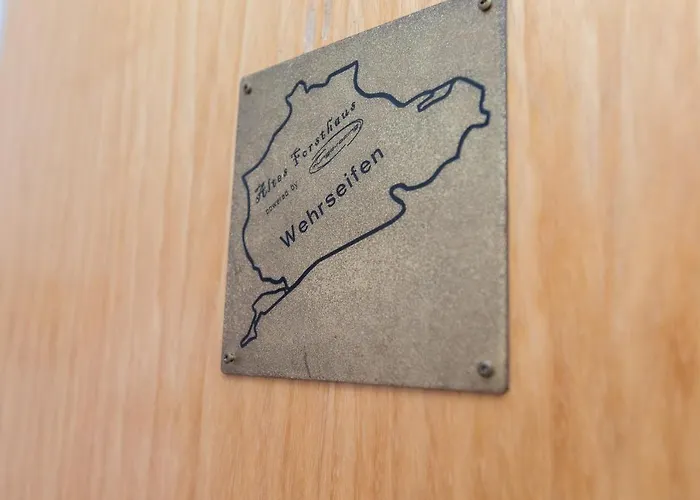 Altes Forsthaus
powered by
Wehrseifen